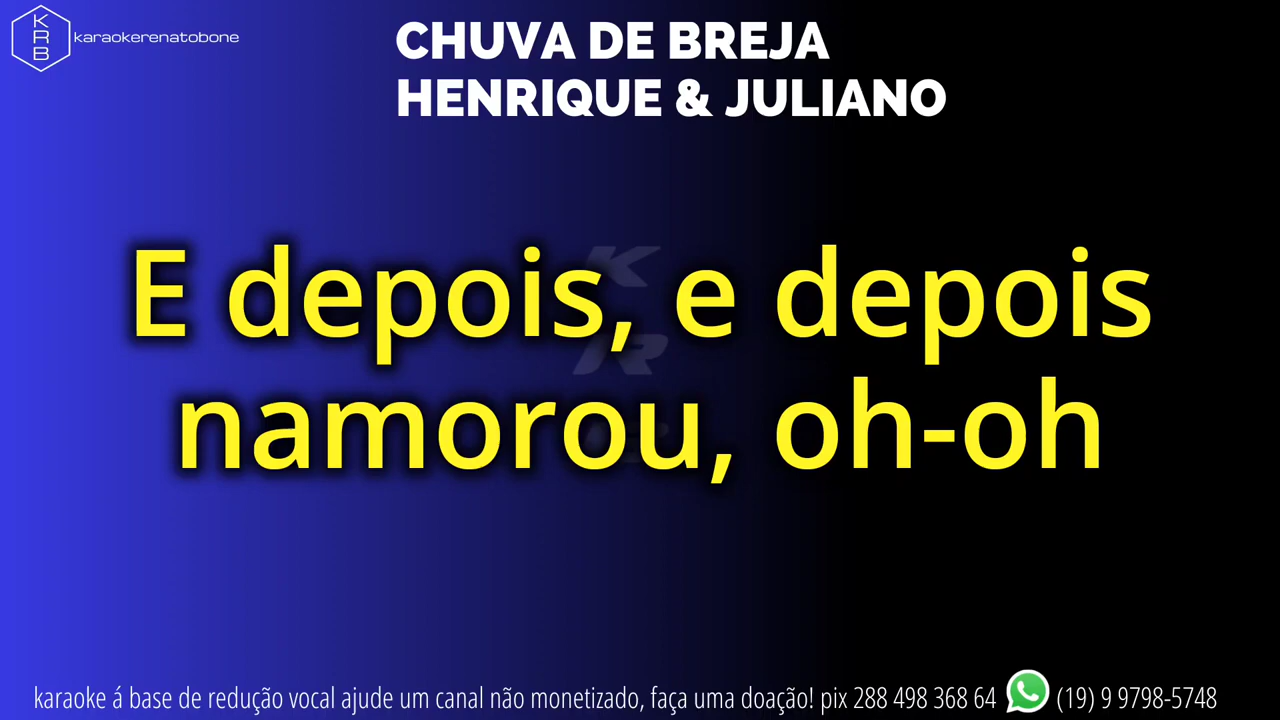 KRB
karaokerenatobone
CHUVA DE BREJA
HENRIQUE & JULIANO
E depois, e depois
namorou, oh-oh
karaoke á base de redução vocal ajude um canal não monetizado, faça uma doação! pix 288 498 368 64 (19) 9 9798-5748